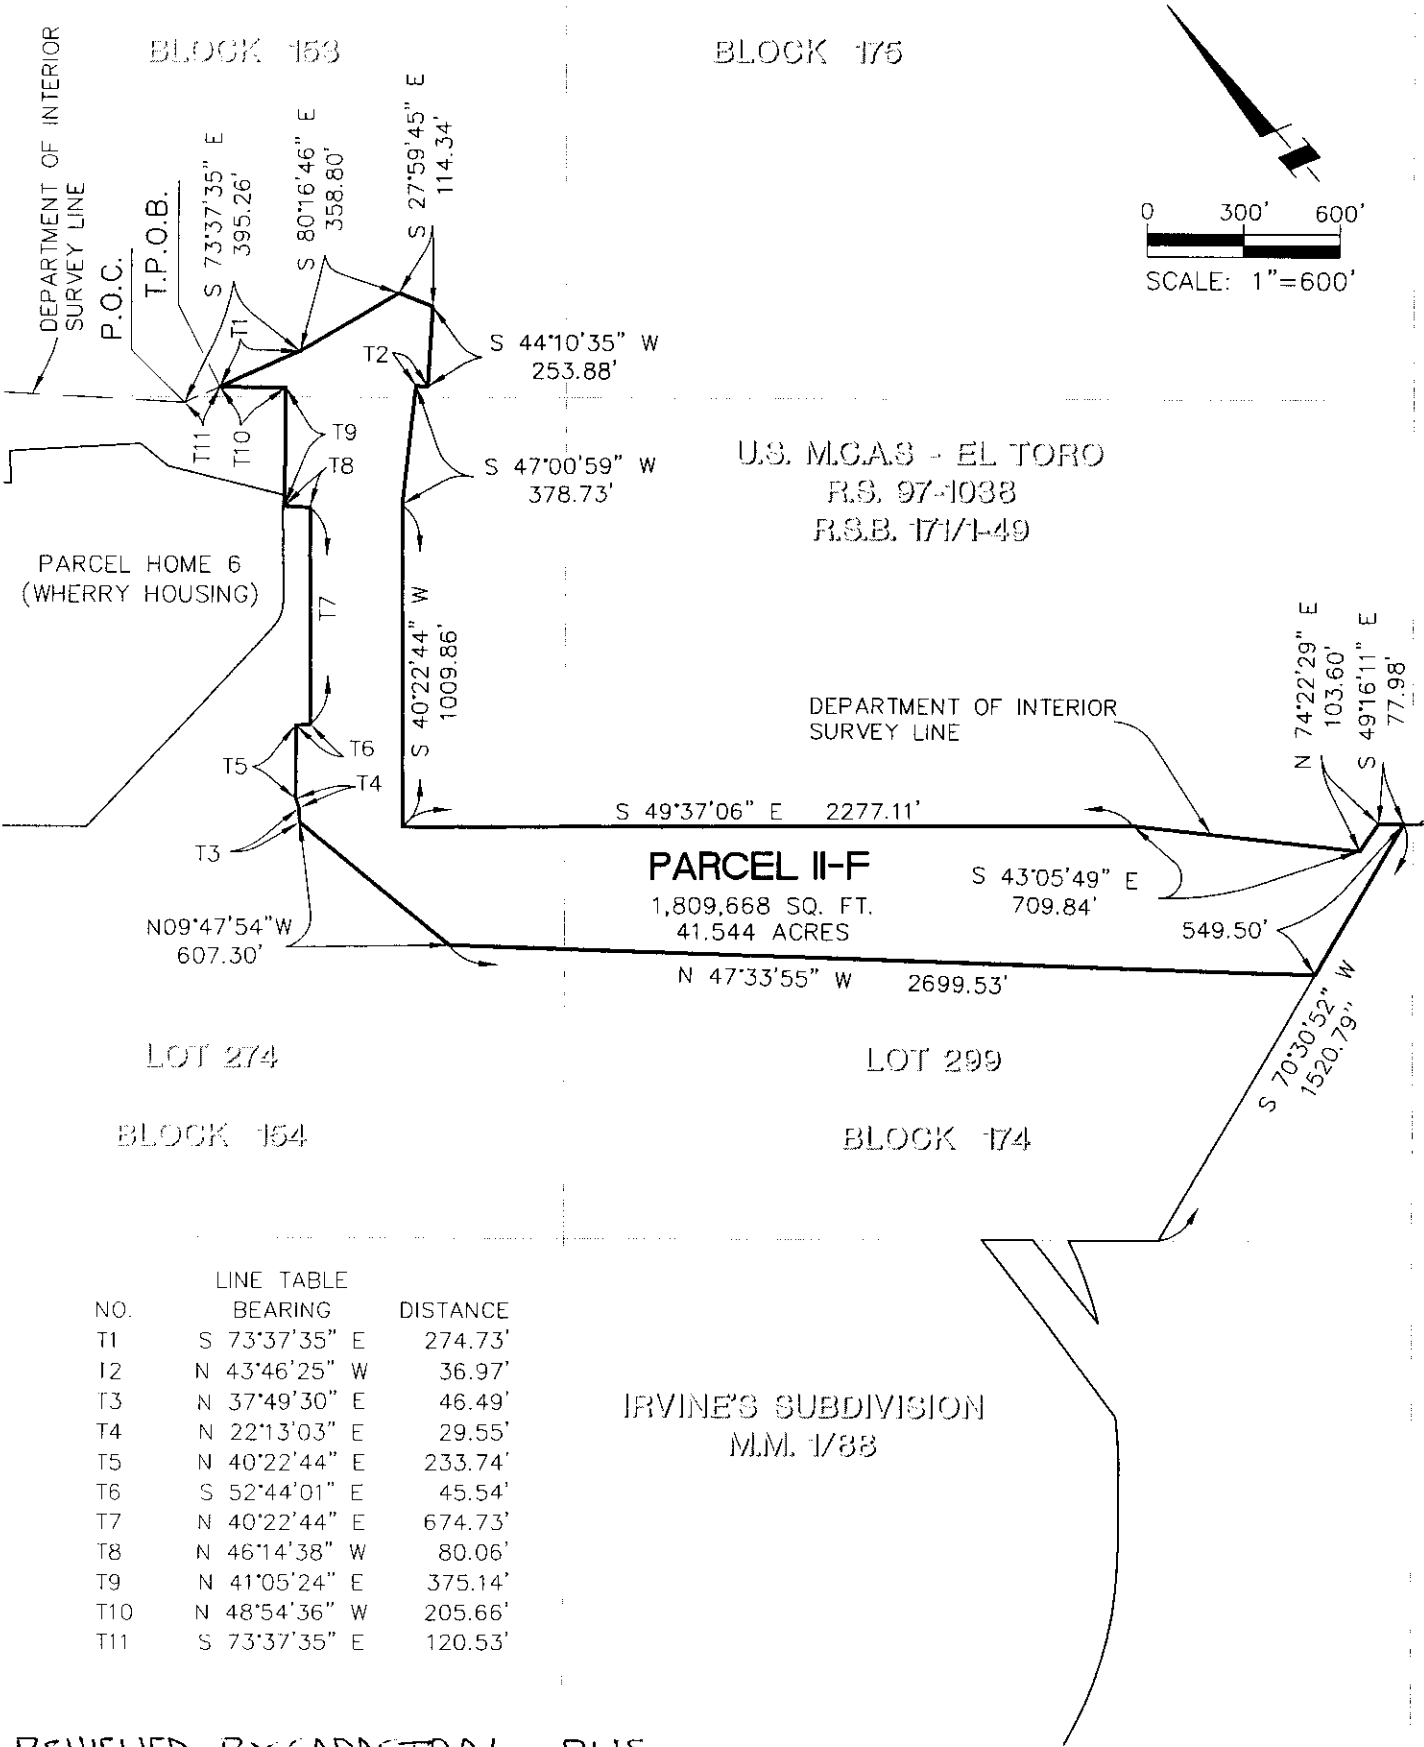 BLOCK 153
BLOCK 175
DEPARTMENT OF INTERIOR
SURVEY LINE
P.O.C.
T.P.O.B.
S 73°37'35" E
395.26'
S 80°16'46" E
358.80'
S 27°59'45" E
114.34'
0 300' 600'
SCALE: 1"=600'
T1
T2
S 44°10'35" W
253.88'
T11
T10
T9
T8
S 47°00'59" W
378.73'
U.S. M.C.A.S - EL TORO
R.S. 97-1038
R.S.B. 171/1-49
PARCEL HOME 6
(WHERRY HOUSING)
T7
S 40°22'44" W
1009.86'
N 74°22'29" E
103.60'
S 49°16'11" E
77.98'
DEPARTMENT OF INTERIOR
SURVEY LINE
T6
T5
T4
T3
S 49°37'06" E 2277.11'
PARCEL II-F
1,809,668 SQ. FT.
41.544 ACRES
S 43°05'49" E
709.84'
549.50'
N09°47'54"W
607.30'
N 47°33'55" W 2699.53'
S 70°30'52" W
1520.79"
LOT 274
LOT 299
BLOCK 154
BLOCK 174
LINE TABLE
NO. BEARING DISTANCE
T1 S 73°37'35" E 274.73'
T2 N 43°46'25" W 36.97'
T3 N 37°49'30" E 46.49'
T4 N 22°13'03" E 29.55'
T5 N 40°22'44" E 233.74'
T6 S 52°44'01" E 45.54'
T7 N 40°22'44" E 674.73'
T8 N 46°14'38" W 80.06'
T9 N 41°05'24" E 375.14'
T10 N 48°54'36" W 205.66'
T11 S 73°37'35" E 120.53'
IRVINE'S SUBDIVISION
M.M. 1/88